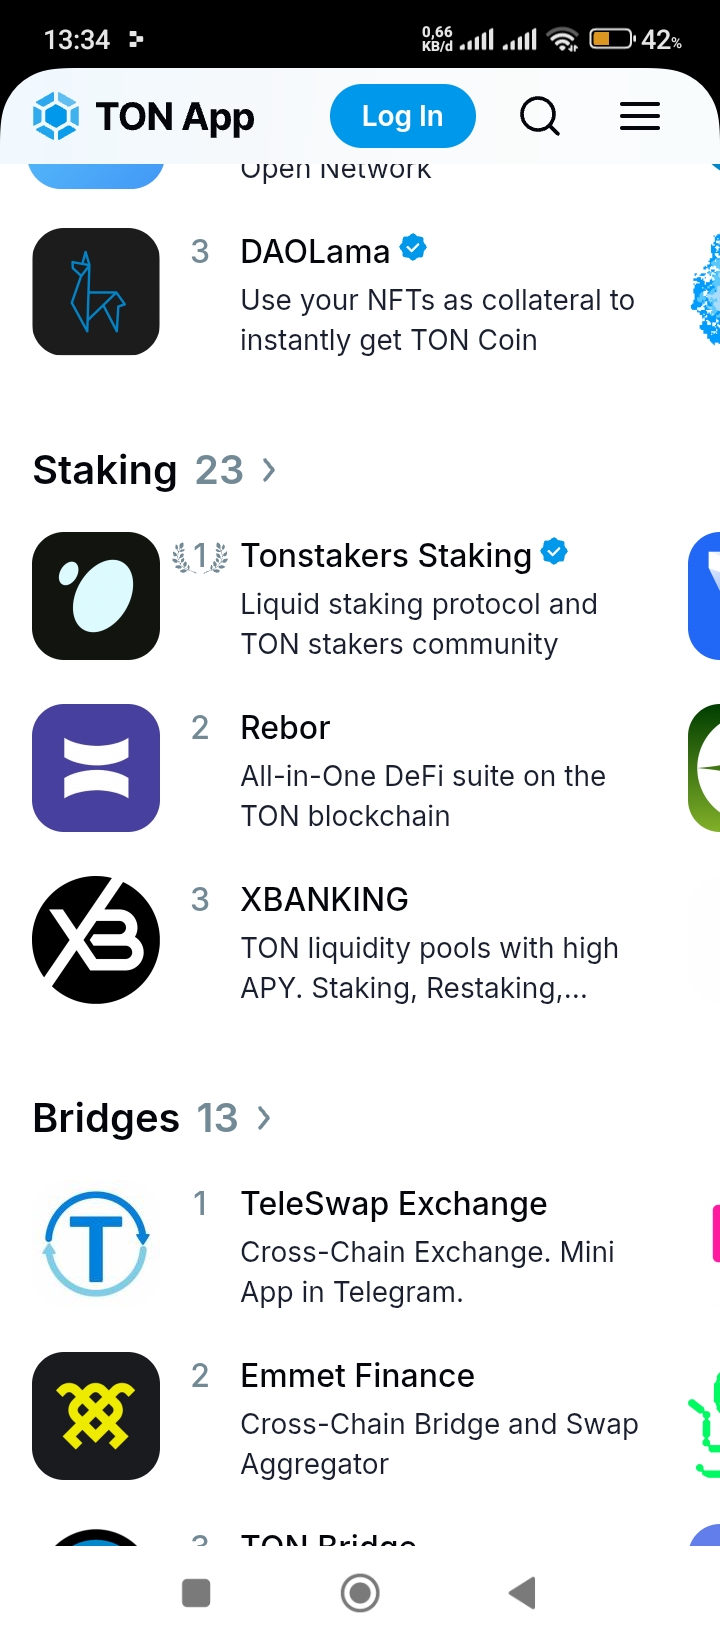 13:34
0,66
KB/d
42%
TON App
Log In
Open Network
3
DAOLama
Use your NFTs as collateral to
instantly get TON Coin
Staking 23
1
Tonstakers Staking
Liquid staking protocol and
TON stakers community
2
Rebor
All-in-One DeFi suite on the
TON blockchain
XB
3
XBANKING
TON liquidity pools with high
APY. Staking, Restaking,...
Bridges 13
T
1
TeleSwap Exchange
Cross-Chain Exchange. Mini
App in Telegram.
2
Emmet Finance
Cross-Chain Bridge and Swap
Aggregator
3
TON Bridge